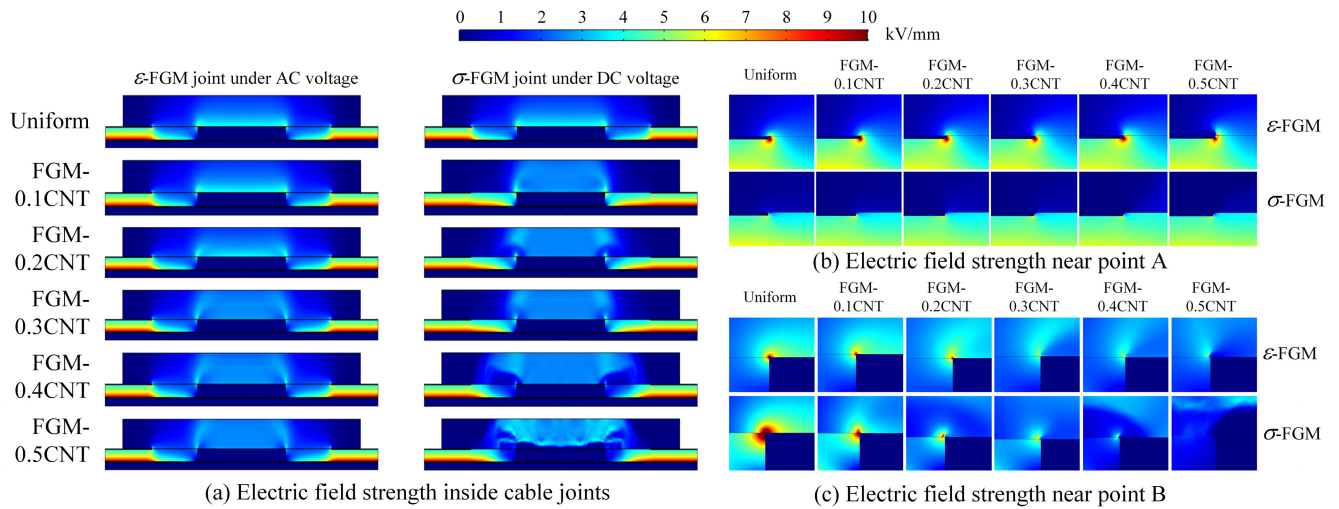 0 1 2 3 4 5 6 7 8 9 10
kV/mm
ε-FGM joint under AC voltage
σ-FGM joint under DC voltage
Uniform
FGM-
0.1CNT
FGM-
0.2CNT
FGM-
0.3CNT
FGM-
0.4CNT
FGM-
0.5CNT
(a) Electric field strength inside cable joints
Uniform FGM- FGM- FGM- FGM- FGM-
0.1CNT 0.2CNT 0.3CNT 0.4CNT 0.5CNT
ε-FGM
σ-FGM
(b) Electric field strength near point A
Uniform FGM- FGM- FGM- FGM- FGM-
0.1CNT 0.2CNT 0.3CNT 0.4CNT 0.5CNT
ε-FGM
σ-FGM
(c) Electric field strength near point B